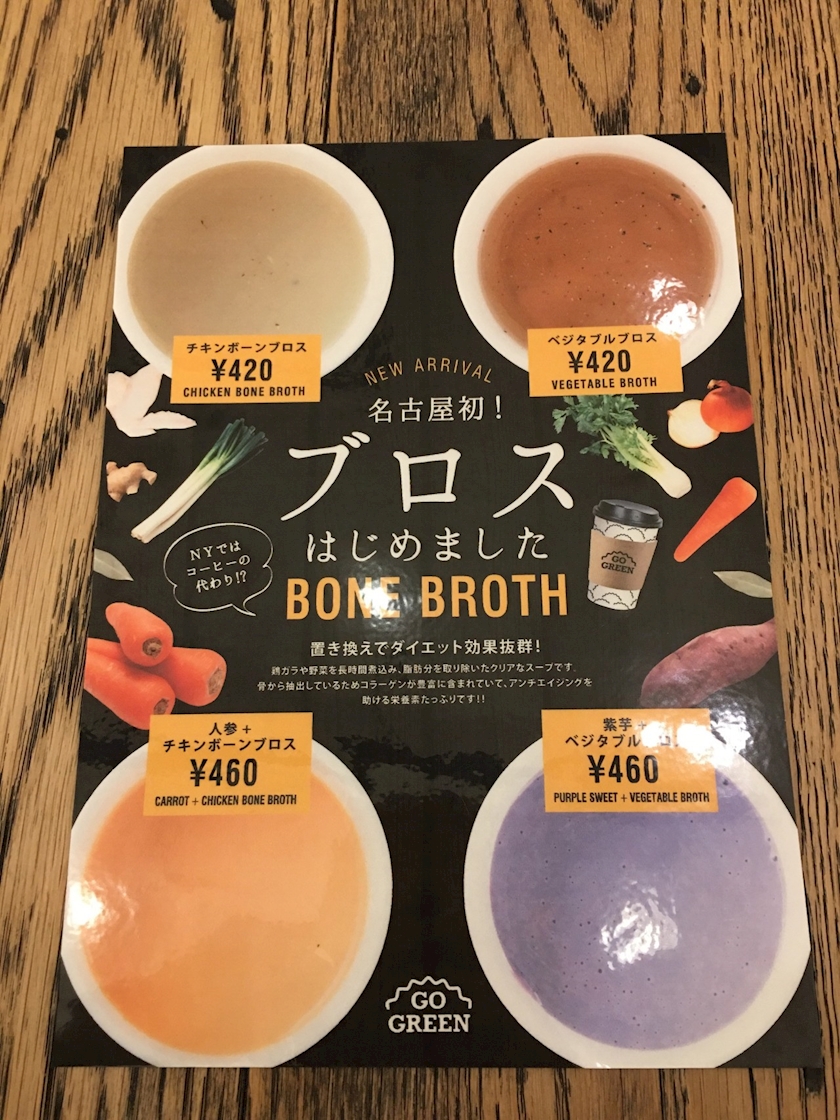 チキンボーンブロス
¥420
CHICKEN BONE BROTH
ベジタブルブロス
¥420
VEGETABLE BROTH
NEW ARRIVAL
名古屋初！
ブロス
はじめました
BONE BROTH
NYでは
コーヒーの
代わり!?
GO
GREEN
置き換えでダイエット効果抜群！
鶏ガラや野菜を長時間煮込み、脂肪分を取り除いたクリアなスープです。
骨から抽出しているためコラーゲンが豊富に含まれていて、アンチエイジングを
助ける栄養素たっぷりです!!
人参+
チキンボーンブロス
¥460
CARROT + CHICKEN BONE BROTH
紫芋+
ベジタブル
¥460
PURPLE SWEET + VEGETABLE BROTH
GO
GREEN